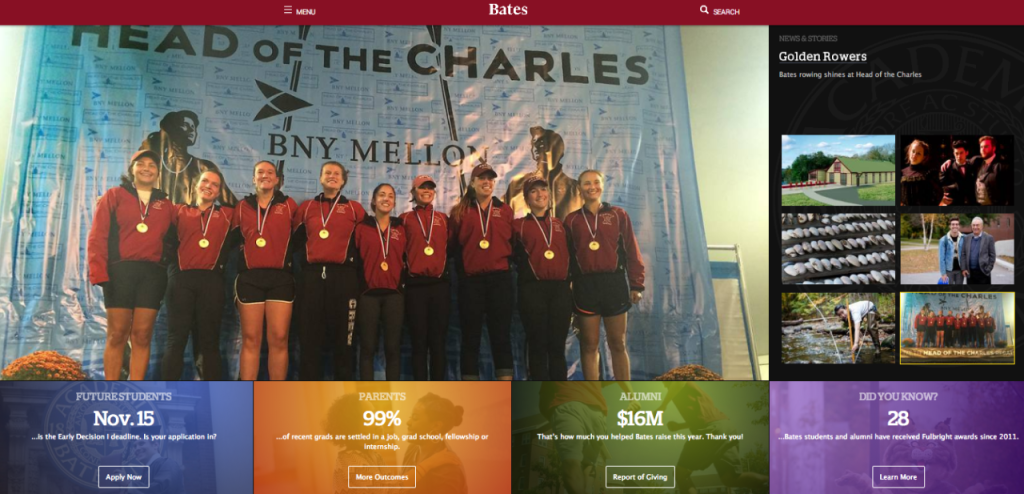 MENU
Bates
SEARCH
HEAD OF THE CHARLES
BNY MELLON
NEWS & STORIES
Golden Rowers
Bates rowing shines at Head of the Charles
HEAD OF THE CHARLES
FUTURE STUDENTS
Nov. 15
...is the Early Decision I deadline. Is your application in?
Apply Now
PARENTS
99%
...of recent grads are settled in a job, grad school, fellowship or
internship.
More Outcomes
ALUMNI
$16M
That's how much you helped Bates raise this year. Thank you!
Report of Giving
DID YOU KNOW?
28
...Bates students and alumni have received Fulbright awards since 2011.
Learn More